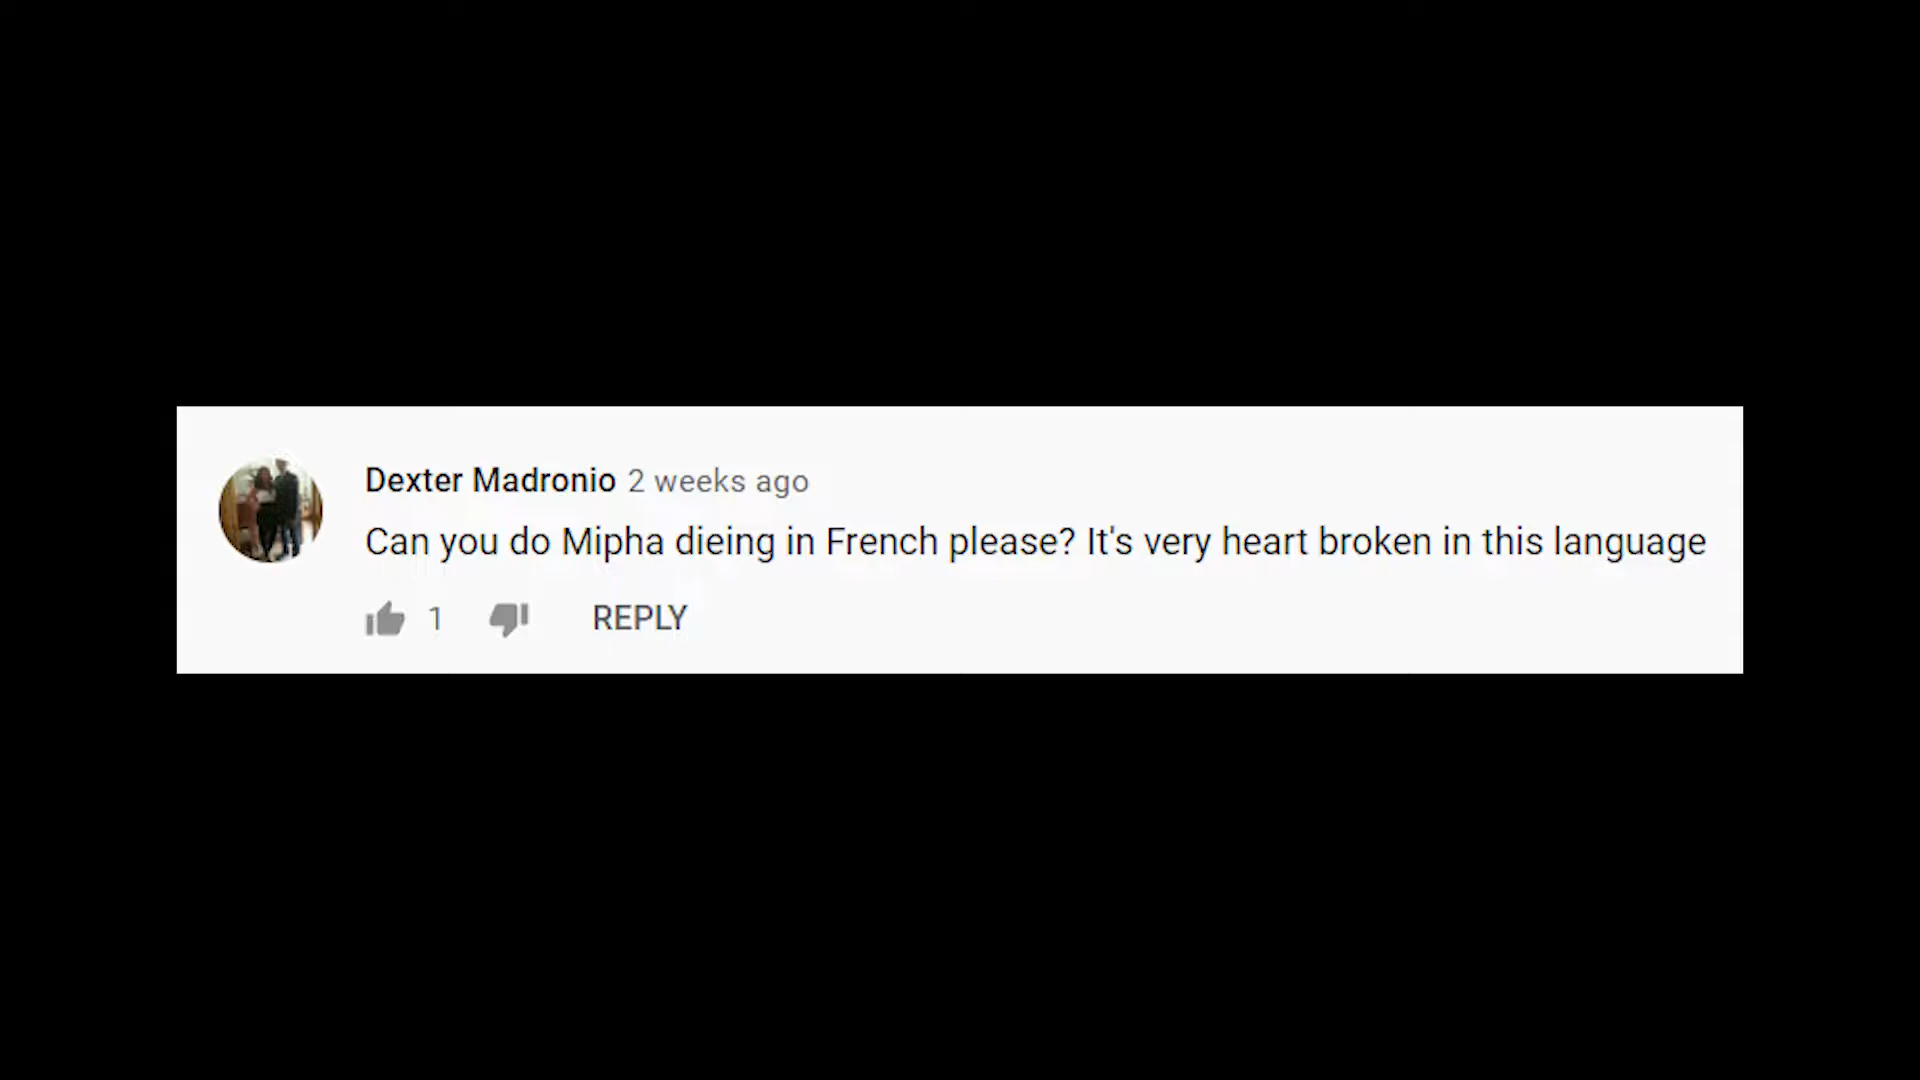 Dexter Madronio 2 weeks ago
Can you do Mipha dieing in French please? It's very heart broken in this language
1 REPLY